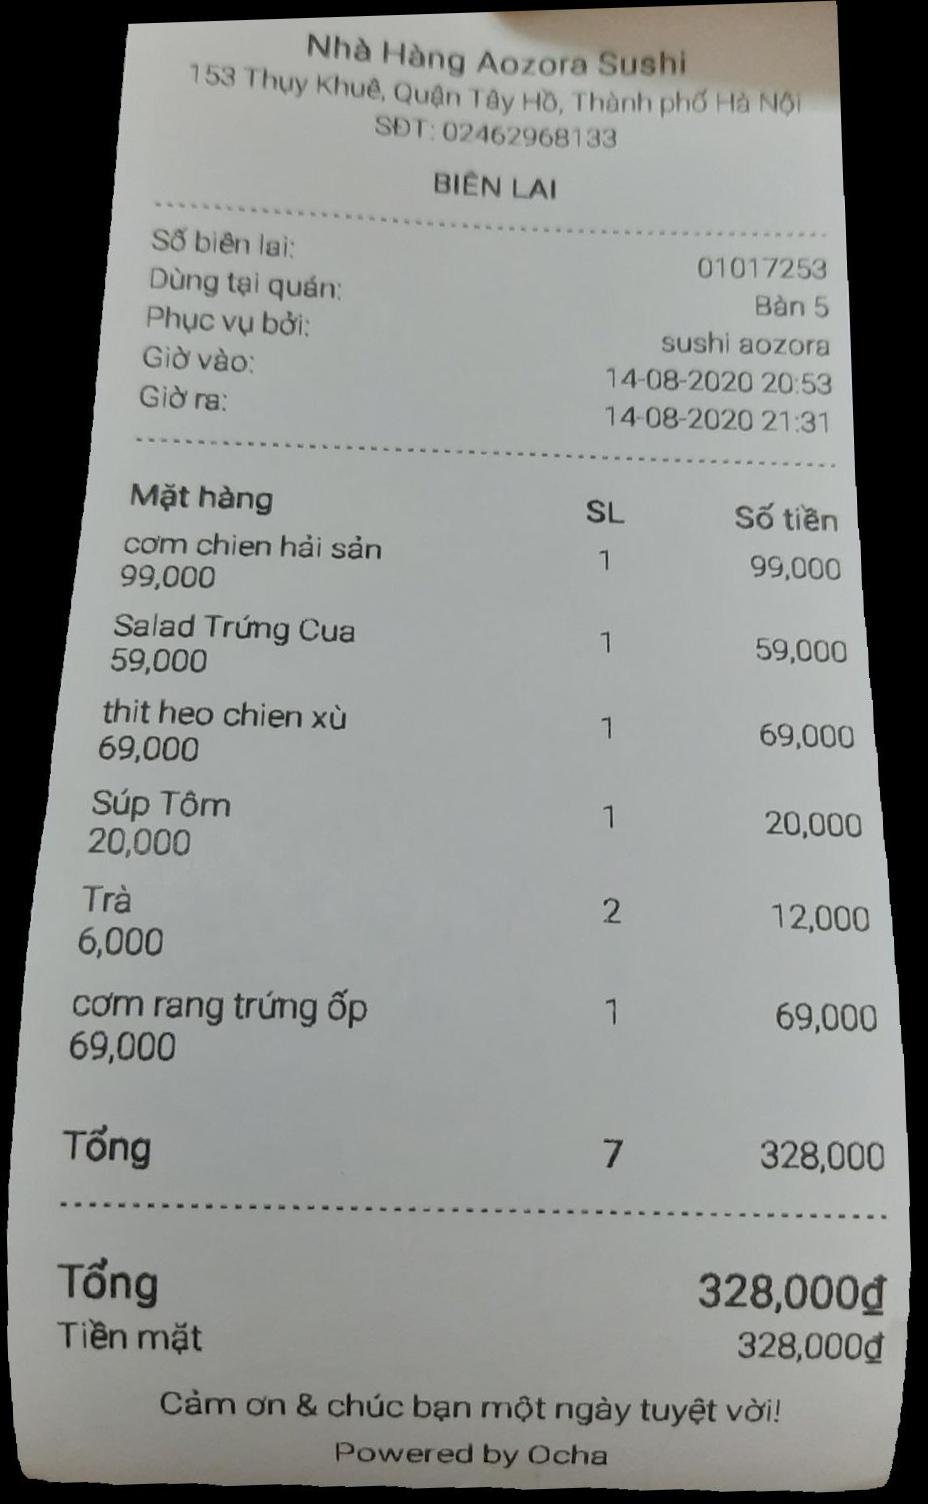 Nhà Hàng Aozora Sushi
153 Thụy Khuê, Quận Tây Hồ, Thành phố Hà Nội
SĐT: 02462968133
BIÊN LAI
Số biên lai: 01017253
Dùng tại quán: Bàn 5
Phục vụ bởi: sushi aozora
Giờ vào: 14-08-2020 20:53
Giờ ra: 14-08-2020 21:31
Mặt hàng SL Số tiền
cơm chien hải sản 1 99,000
99,000
Salad Trứng Cua 1 59,000
59,000
thit heo chien xù 1 69,000
69,000
Súp Tôm 1 20,000
20,000
Trà 2 12,000
6,000
cơm rang trứng ốp 1 69,000
69,000
Tổng 7 328,000
Tổng 328,000₫
Tiền mặt 328,000₫
Cảm ơn & chúc bạn một ngày tuyệt vời!
Powered by Ocha